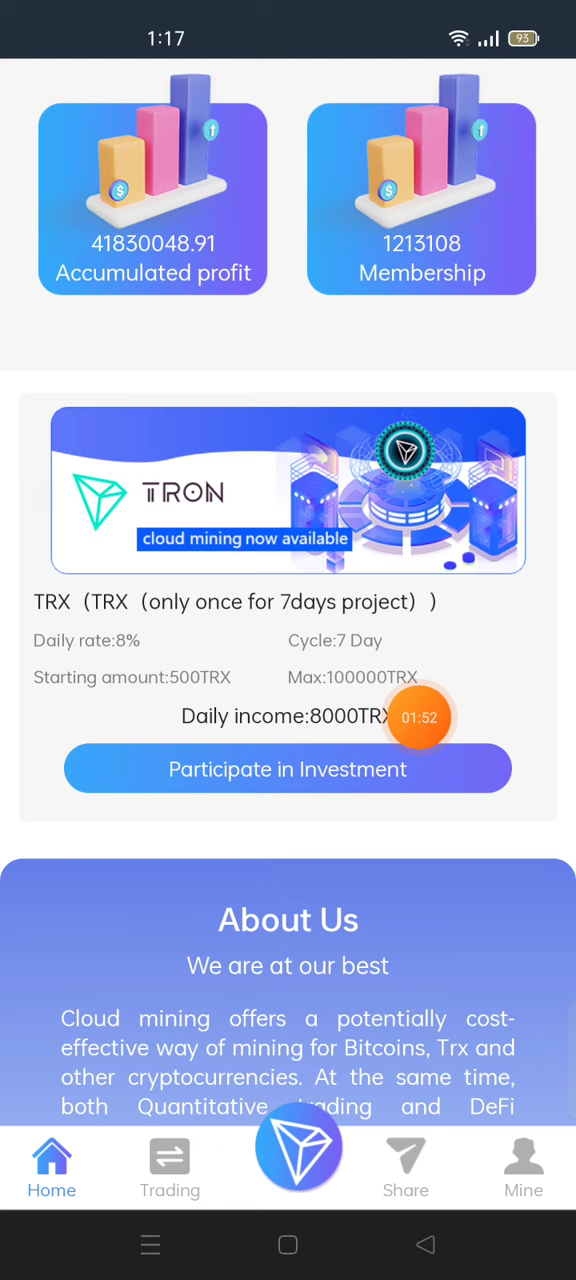 1:17
93
41830048.91
Accumulated profit
1213108
Membership
TRON
cloud mining now available
TRX（TRX（only once for 7days project））
Daily rate:8%
Cycle:7 Day
Starting amount:500TRX
Max:100000TRX
Daily income:8000TRX
01:52
Participate in Investment
About Us
We are at our best
Cloud mining offers a potentially cost-
effective way of mining for Bitcoins, Trx and
other cryptocurrencies. At the same time,
both Quantitative trading and DeFi
Home
Trading
Share
Mine